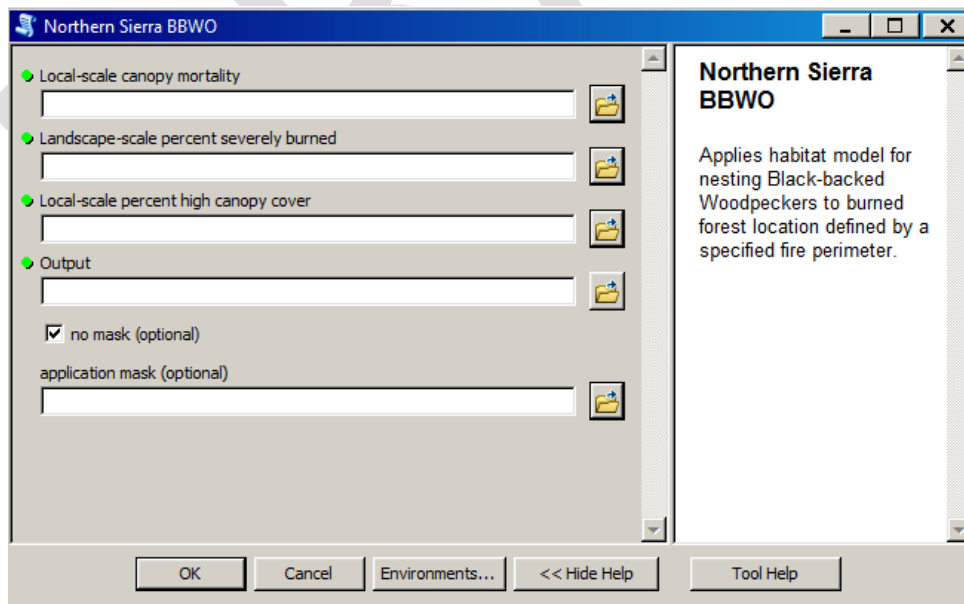 Northern Sierra BBWO
Local-scale canopy mortality
Landscape-scale percent severely burned
Local-scale percent high canopy cover
Output
no mask (optional)
application mask (optional)
Northern Sierra
BBWO
Applies habitat model for
nesting Black-backed
Woodpeckers to burned
forest location defined by a
specified fire perimeter.
OK
Cancel
Environments...
<< Hide Help
Tool Help